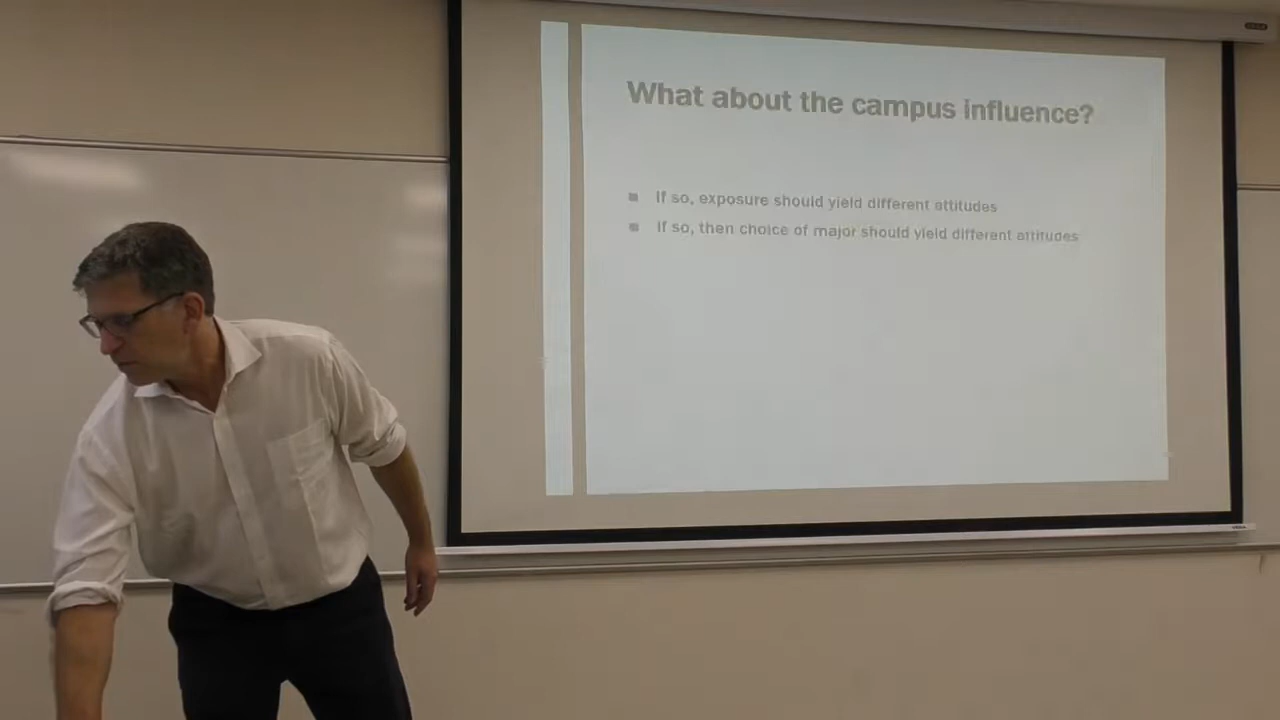 What about the campus influence?
If so, exposure should yield different attitudes
If so, then choice of major should yield different attitudes